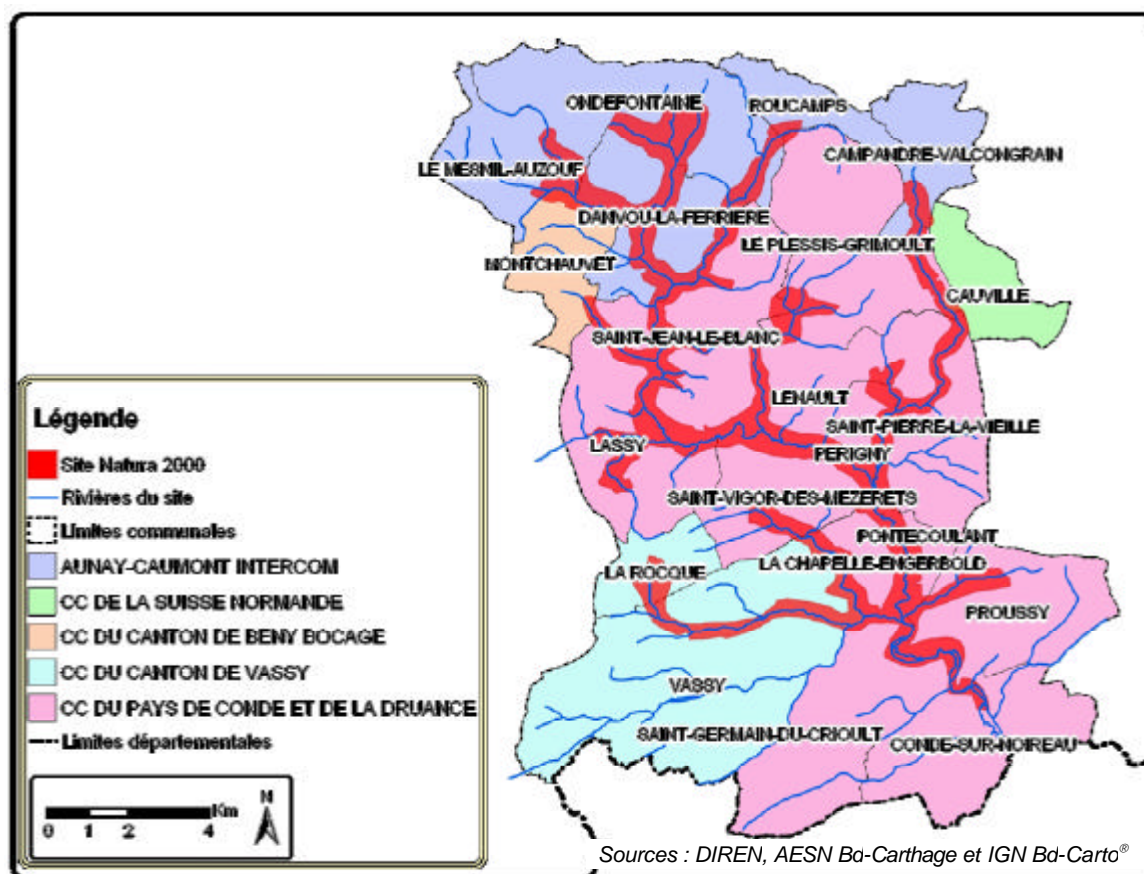 ONDEFONTAINE
ROUCAMPS
CAMPANDRE-VALCONGRAIN
LE MESNIL-AUZOUF
DANVOU-LA-FERRIERE
LE PLESSIS-GRIMOULT
MONTCHAUVET
CAUVILLE
SAINT-JEAN-LE-BLANC
LENAULT
SAINT-PIERRE-LA-VIEILLE
LASSY
PERIGNY
SAINT-VIGOR-DES-MEZERETS
PONTECOULANT
LA CHAPELLE-ENGERBOLD
LA ROCQUE
PROUSSY
VASSY
SAINT-GERMAIN-DU-CRIOULT
CONDE-SUR-NOIREAU
Légende
Site Natura 2000
Rivières du site
Limites communales
AUNAY-CAUMONT INTERCOM
CC DE LA SUISSE NORMANDE
CC DU CANTON DE BENY BOCAGE
CC DU CANTON DE VASSY
CC DU PAYS DE CONDE ET DE LA DRUANCE
Limites départementales
Km
N
0 1 2 4
Sources : DIREN, AESN Bd-Carthage et IGN Bd-Carto®